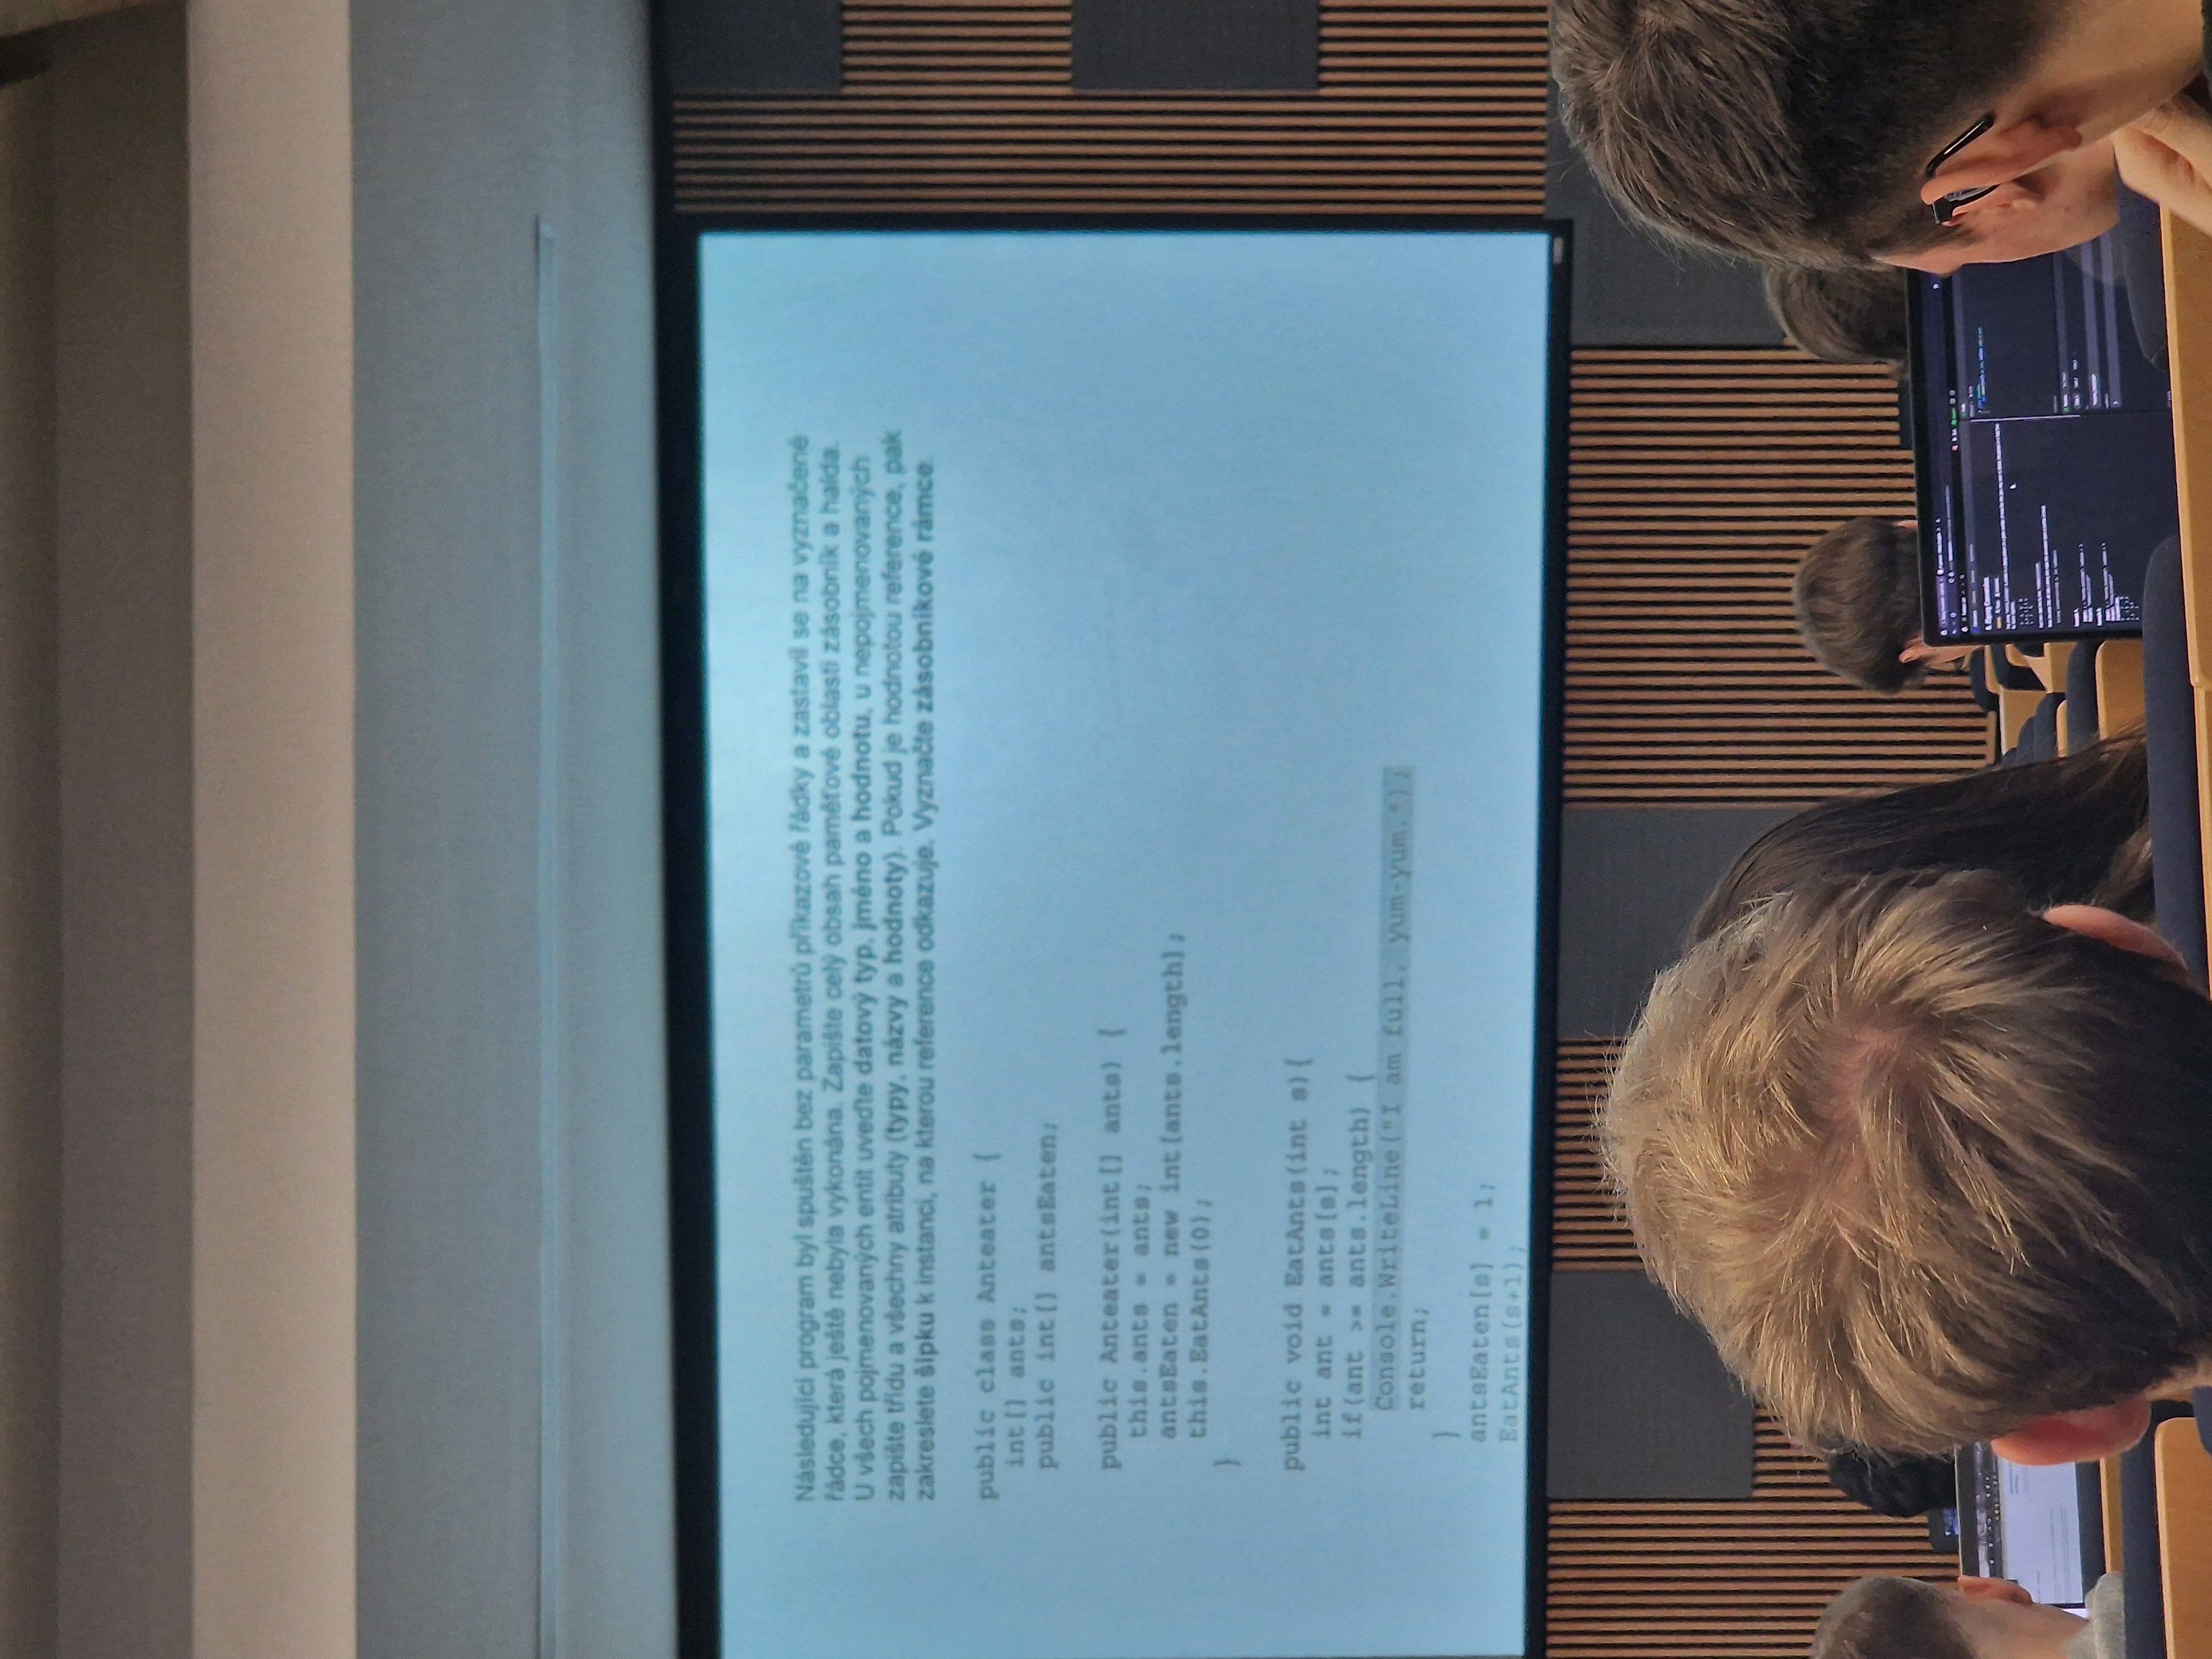 Následující program byl spuštěn bez parametrů příkazové řádky a zastavil se na vyznačené
řádce, která ještě nebyla vykonána. Zapište celý obsah paměťové oblasti zásobník a halda.
U všech pojmenovaných entit uveďte datový typ, jméno a hodnotu, u nepojmenovaných
zapište třídu a všechny atributy (typy, názvy a hodnoty). Pokud je hodnotou reference, pak
zakreslete šipku k instanci, na kterou reference odkazuje. Vyznačte zásobníkové rámce.
public class Anteater {
int[] ants;
public int[] antsEaten;
public Anteater(int[] ants) {
this.ants = ants;
antsEaten = new int[ants.length];
this.EatAnts(0);
}
public void EatAnts(int s){
int ant = ants[s];
if(ant >= ants.length) {
Console.WriteLine("I am full, yum-yum.");
return;
}
antsEaten[s] = 1;
EatAnts(s+1);
6. Zigzag Conversion